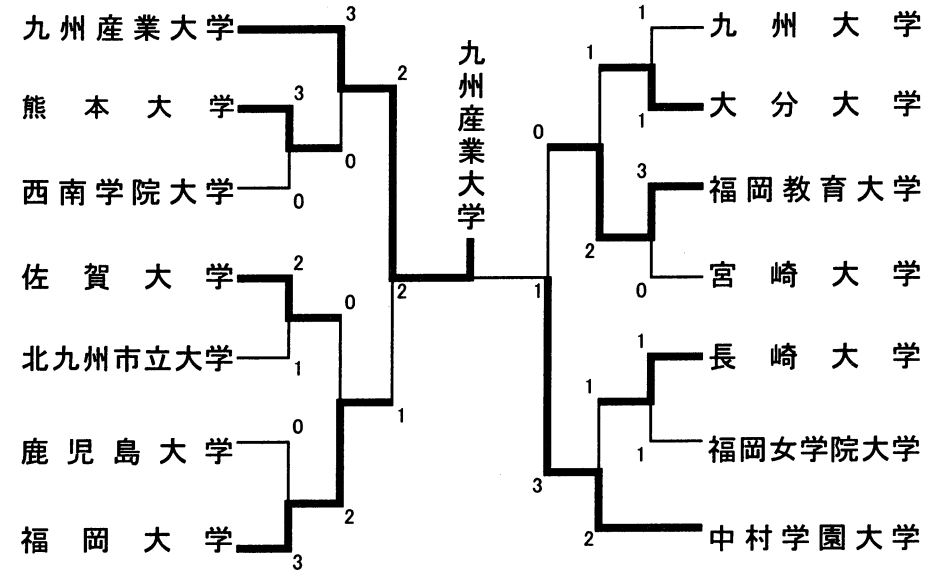 九州産業大学
熊本大学
西南学院大学
佐賀大学
北九州市立大学
鹿児島大学
福岡大学
3
3
0
0
2
1
0
0
3
2
2
1
九州産業大学
2
1
0
3
1
2
1
2
1
1
3
0
1
1
九州大学
大分大学
福岡教育大学
宮崎大学
長崎大学
福岡女学院大学
中村学園大学